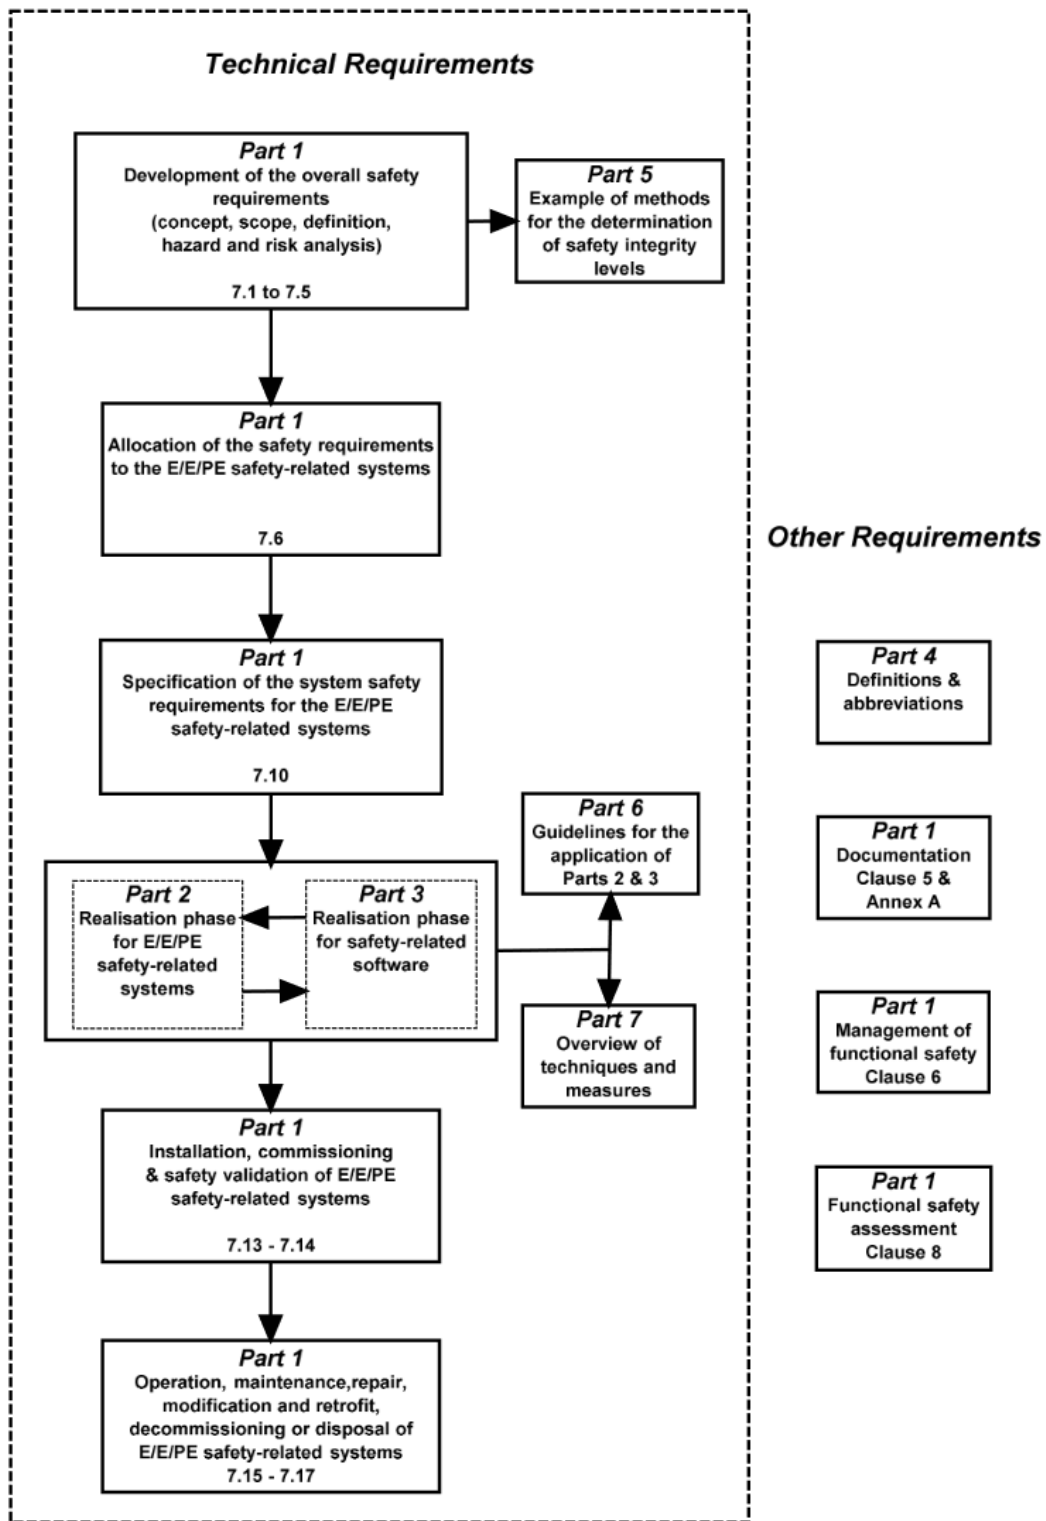 Technical Requirements
Part 1
Development of the overall safety
requirements
(concept, scope, definition,
hazard and risk analysis)
7.1 to 7.5
Part 5
Example of methods
for the determination
of safety integrity
levels
Part 1
Allocation of the safety requirements
to the E/E/PE safety-related systems
7.6
Part 1
Specification of the system safety
requirements for the E/E/PE
safety-related systems
7.10
Part 6
Guidelines for the
application of
Parts 2 & 3
Part 2
Realisation phase
for E/E/PE
safety-related
systems
Part 3
Realisation phase
for safety-related
software
Part 7
Overview of
techniques and
measures
Part 1
Installation, commissioning
& safety validation of E/E/PE
safety-related systems
7.13 - 7.14
Part 1
Operation, maintenance,repair,
modification and retrofit,
decommissioning or disposal of
E/E/PE safety-related systems
7.15 - 7.17
Other Requirements
Part 4
Definitions &
abbreviations
Part 1
Documentation
Clause 5 &
Annex A
Part 1
Management of
functional safety
Clause 6
Part 1
Functional safety
assessment
Clause 8